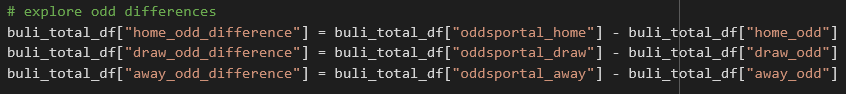 # explore odd differences
buli_total_df["home_odd_difference"] = buli_total_df["oddsportal_home"] - buli_total_df["home_odd"]
buli_total_df["draw_odd_difference"] = buli_total_df["oddsportal_draw"] - buli_total_df["draw_odd"]
buli_total_df["away_odd_difference"] = buli_total_df["oddsportal_away"] - buli_total_df["away_odd"]